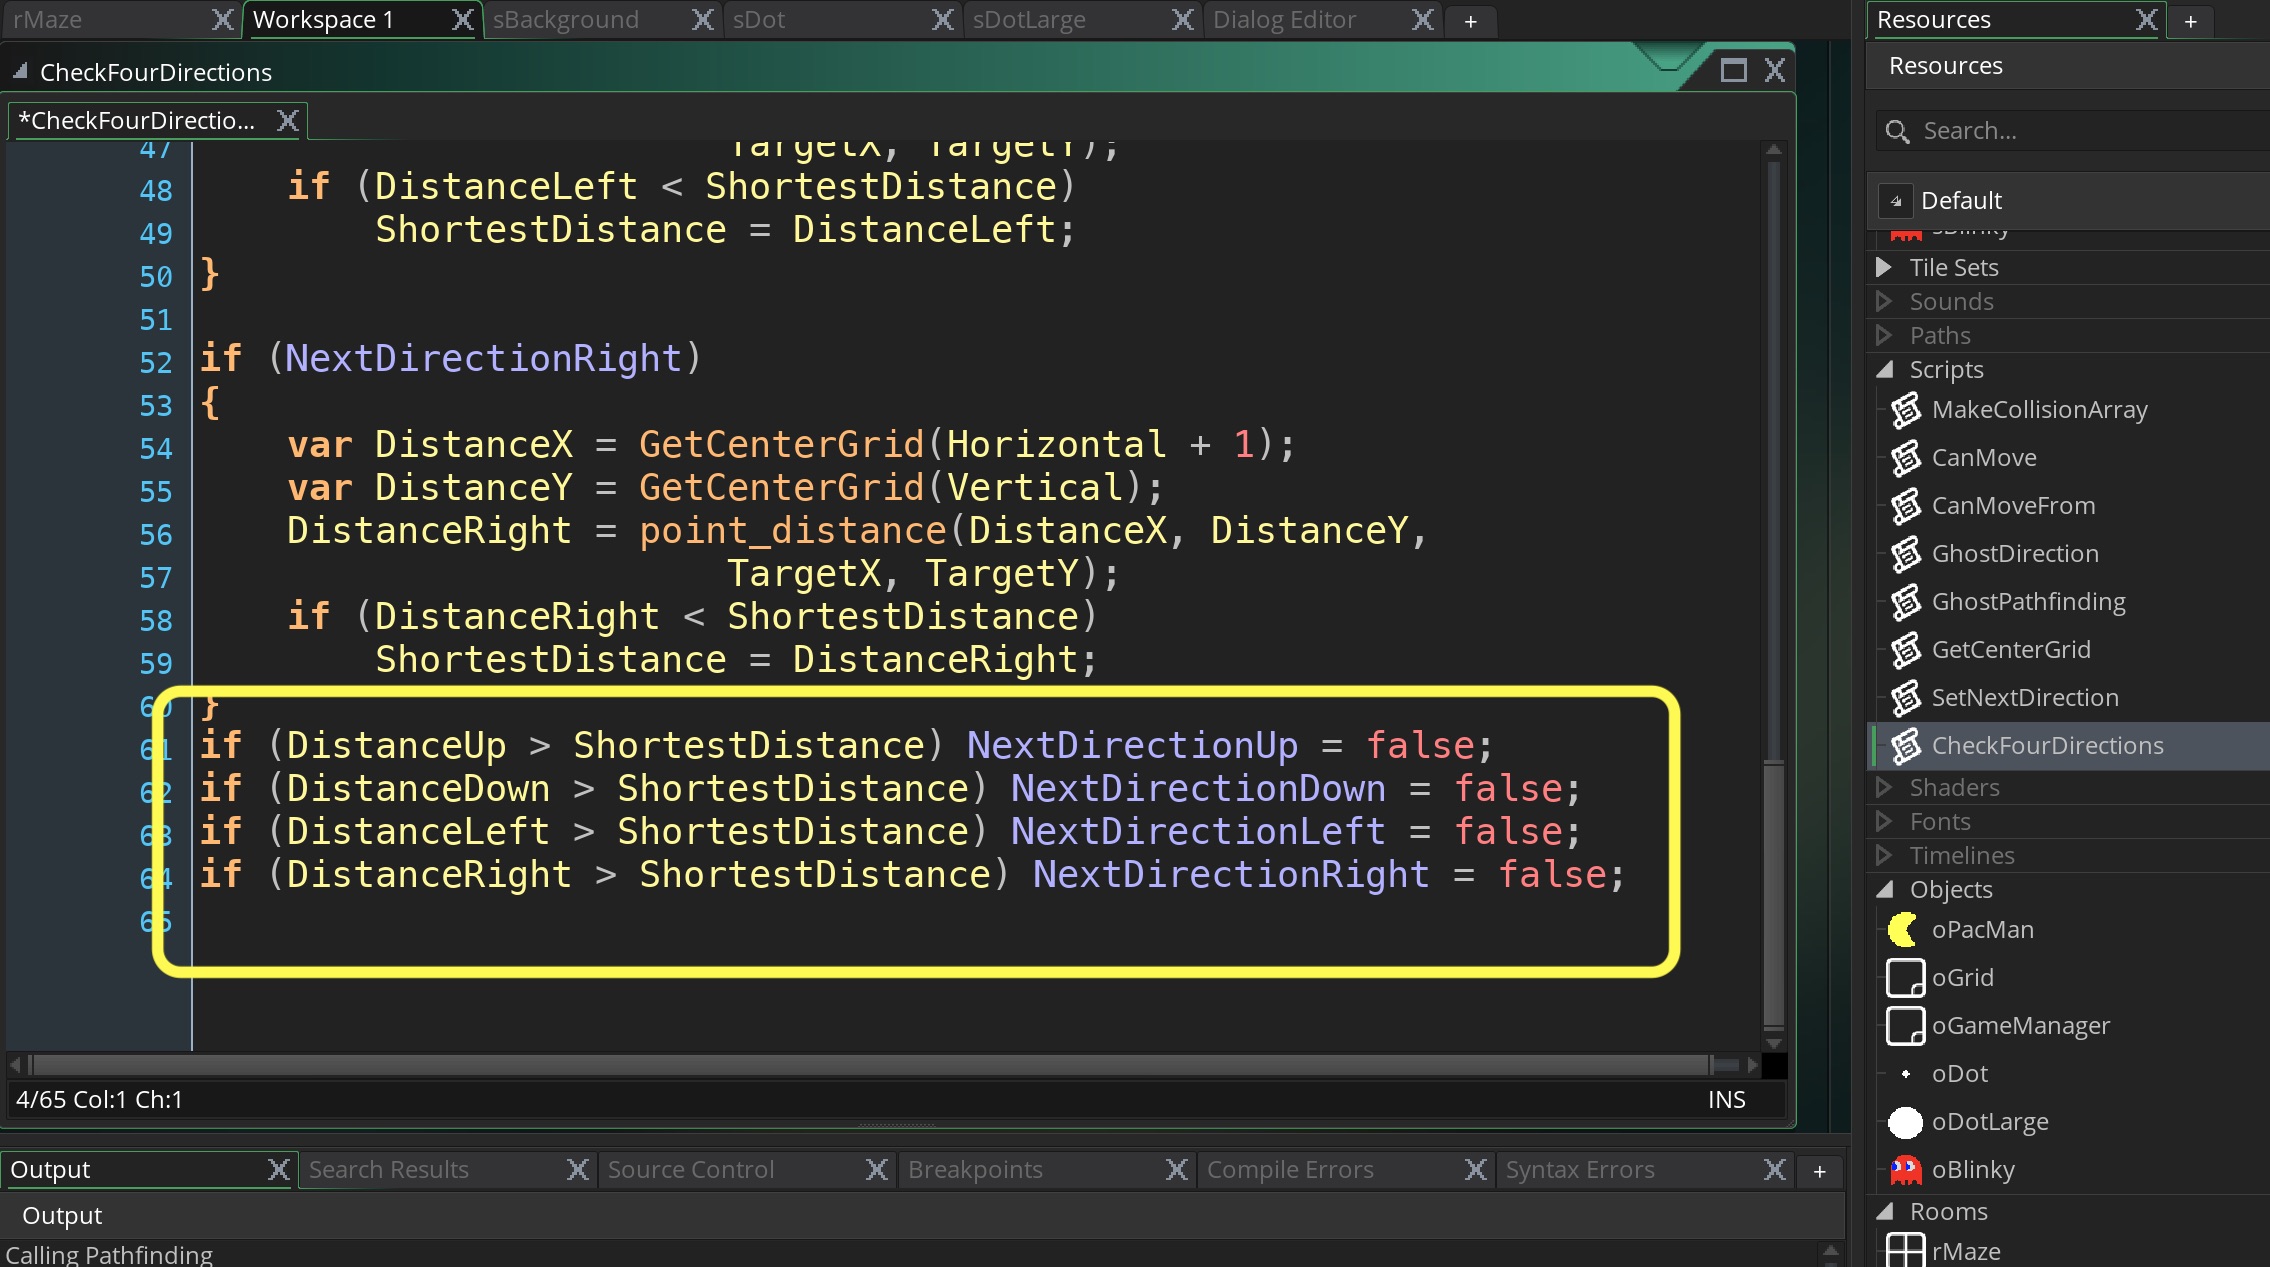 rMaze
Workspace 1
sBackground
sDot
sDotLarge
Dialog Editor
+
CheckFourDirections
*CheckFourDirectio...
47 TargetX, TargetY);
48 if (DistanceLeft < ShortestDistance)
49 ShortestDistance = DistanceLeft;
50 }
51
52 if (NextDirectionRight)
53 {
54 var DistanceX = GetCenterGrid(Horizontal + 1);
55 var DistanceY = GetCenterGrid(Vertical);
56 DistanceRight = point_distance(DistanceX, DistanceY,
57 TargetX, TargetY);
58 if (DistanceRight < ShortestDistance)
59 ShortestDistance = DistanceRight;
60 }
61 if (DistanceUp > ShortestDistance) NextDirectionUp = false;
62 if (DistanceDown > ShortestDistance) NextDirectionDown = false;
63 if (DistanceLeft > ShortestDistance) NextDirectionLeft = false;
64 if (DistanceRight > ShortestDistance) NextDirectionRight = false;
65
4/65 Col:1 Ch:1
INS
Output
Search Results
Source Control
Breakpoints
Compile Errors
Syntax Errors
+
Output
Calling Pathfinding
Resources
+
Resources
Search...
Default
sBlinky
Tile Sets
Sounds
Paths
Scripts
MakeCollisionArray
CanMove
CanMoveFrom
GhostDirection
GhostPathfinding
GetCenterGrid
SetNextDirection
CheckFourDirections
Shaders
Fonts
Timelines
Objects
oPacMan
oGrid
oGameManager
oDot
oDotLarge
oBlinky
Rooms
rMaze